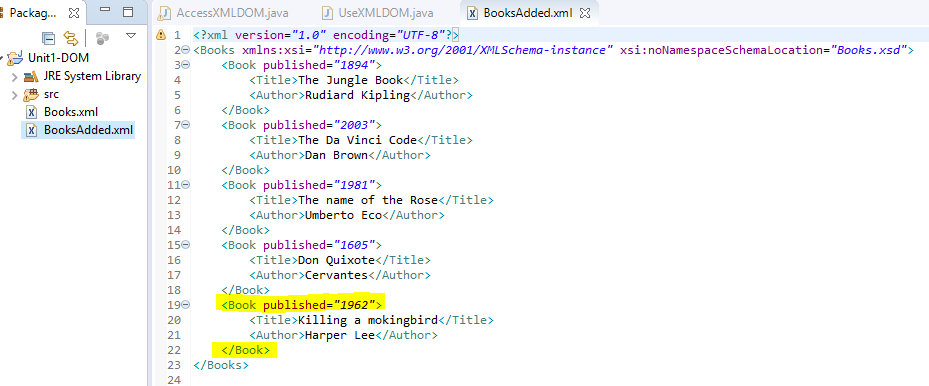 Packag...
AccessXMLDOM.java
UseXMLDOM.java
BooksAdded.xml
Unit1-DOM
JRE System Library
src
Books.xml
BooksAdded.xml
1 <?xml version="1.0" encoding="UTF-8"?>
2 <Books xmlns:xsi="http://www.w3.org/2001/XMLSchema-instance" xsi:noNamespaceSchemaLocation="Books.xsd">
3 <Book published="1894">
4 <Title>The Jungle Book</Title>
5 <Author>Rudiard Kipling</Author>
6 </Book>
7 <Book published="2003">
8 <Title>The Da Vinci Code</Title>
9 <Author>Dan Brown</Author>
10 </Book>
11 <Book published="1981">
12 <Title>The name of the Rose</Title>
13 <Author>Umberto Eco</Author>
14 </Book>
15 <Book published="1605">
16 <Title>Don Quixote</Title>
17 <Author>Cervantes</Author>
18 </Book>
19 <Book published="1962">
20 <Title>Killing a mokingbird</Title>
21 <Author>Harper Lee</Author>
22 </Book>
23 </Books>
24